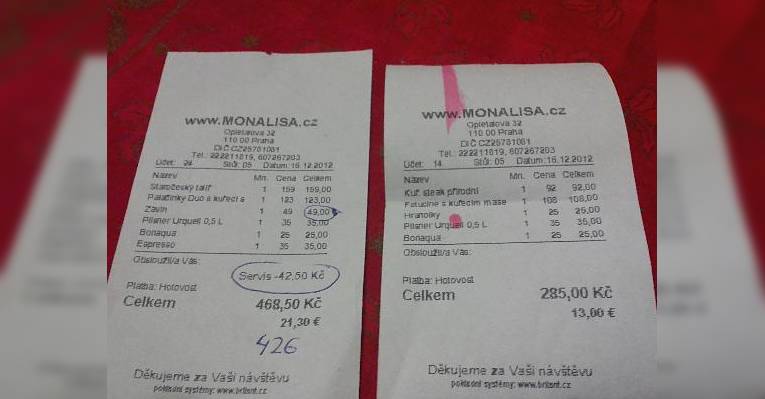 www.MONALISA.cz
Opletalova 32
110 00 Praha
DIČ CZ25781081
Tel.: 222211819, 607267203
Účet: 24 Stůl: 05 Datum: 16.12.2012
Název Mn. Cena Celkem
Staročeský talíř 1 159 159,00
Palatinky Duo s kuřecí s 1 123 123,00
Závin 1 49 49,00
Pilsner Urquell 0,5 L 1 35 35,00
Bonaqua 1 25 25,00
Espresso 1 35 35,00
Obsloužil/a Vás:
Servis -42,50 Kč
Platba: Hotovost
Celkem 468,50 Kč
21,30 €
426
Děkujeme za Vaši návštěvu
pokladní systémy: www.brilant.cz
www.MONALISA.cz
Opletalova 32
110 00 Praha
DIČ CZ25781081
Tel.: 222211819, 607267203
Účet: 14 Stůl: 05 Datum: 16.12.2012
Název Mn. Cena Celkem
Kuř. steak přírodní 1 92 92,00
Fetucine s kuřecím mase 1 108 108,00
Hranolky 1 25 25,00
Pilsner Urquell 0,5 L 1 35 35,00
Bonaqua 1 25 25,00
Obsloužil/a Vás:
Platba: Hotovost
Celkem 285,00 Kč
13,00 €
Děkujeme za Vaši návštěvu
pokladní systémy: www.brilant.cz